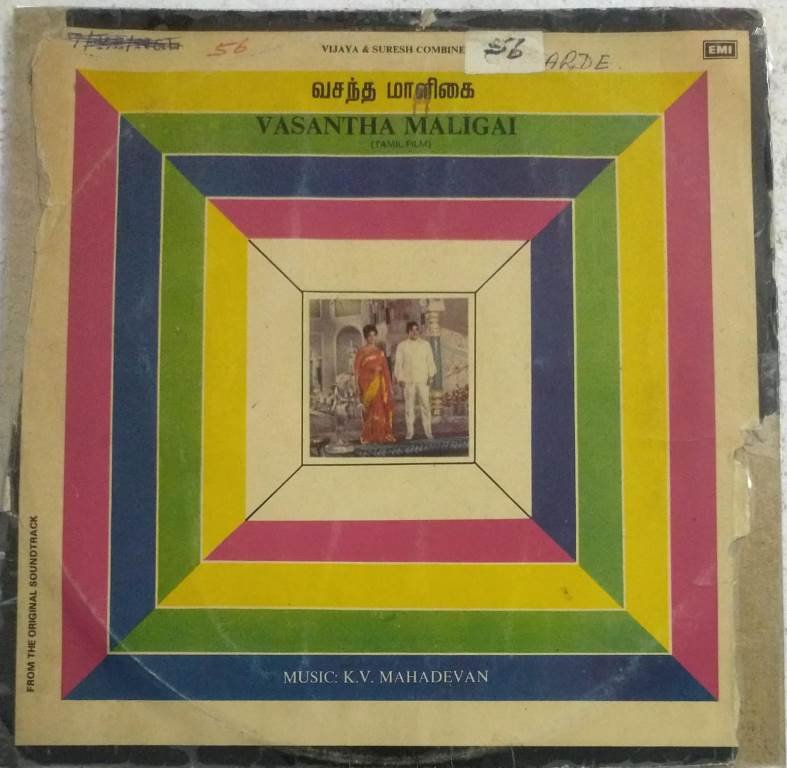 56
VIJAYA & SURESH COMBINE
56
ARDE.
EMI
வசந்த மாளிகை
VASANTHA MALIGAI
(TAMIL FILM)
FROM THE ORIGINAL SOUNDTRACK
MUSIC: K.V. MAHADEVAN